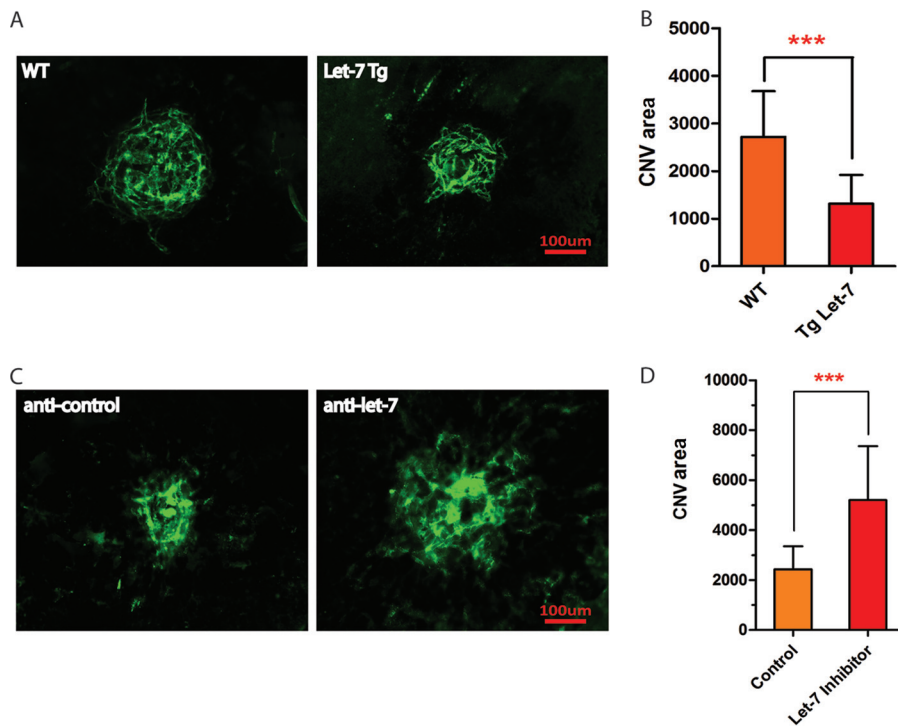 A
WT
Let-7 Tg
100um
B
***
CNV area
5000
4000
3000
2000
1000
0
WT
Tg Let-7
C
anti-control
anti-let-7
100um
D
***
CNV area
10000
8000
6000
4000
2000
0
Control
Let-7 Inhibitor